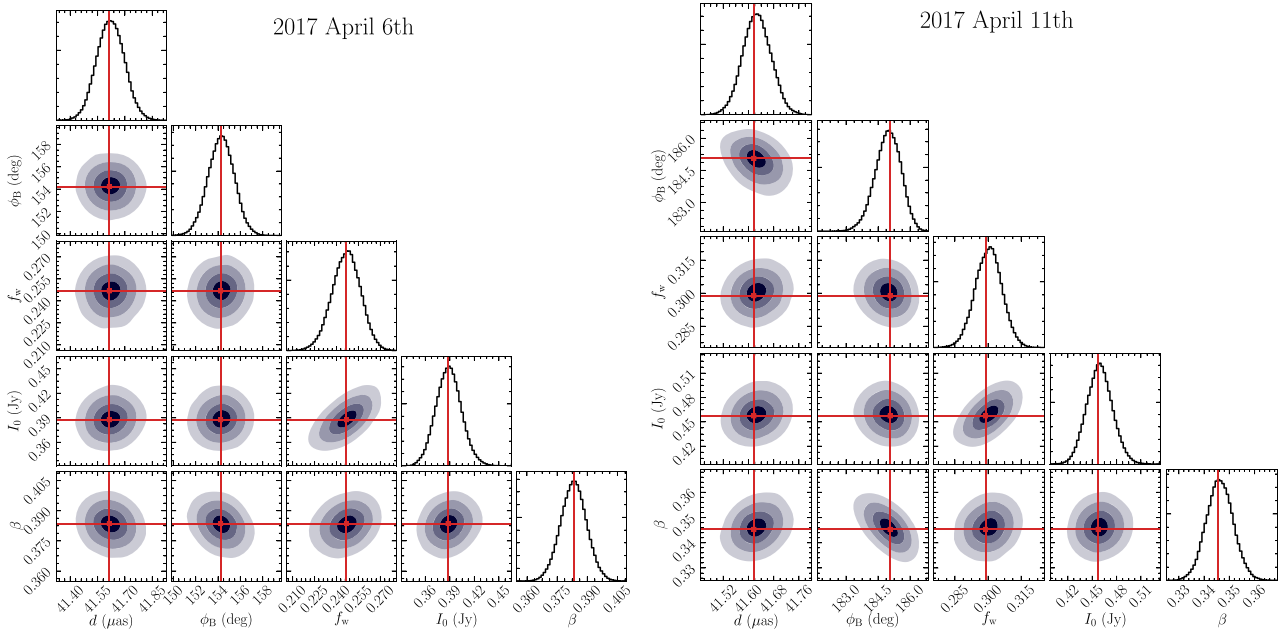 2017 April 6th
2017 April 11th
ϕB (deg)
158
156
154
152
150
ϕB (deg)
186.0
184.5
183.0
fw
0.270
0.255
0.240
0.225
0.210
fw
0.315
0.300
0.285
I0 (Jy)
0.45
0.42
0.39
0.36
I0 (Jy)
0.51
0.48
0.45
0.42
β
0.405
0.390
0.375
0.360
β
0.36
0.35
0.34
0.33
41.40 41.55 41.70 41.85 150 152 154 156 158 0.210 0.225 0.240 0.255 0.270 0.36 0.39 0.42 0.45 0.360 0.375 0.390 0.405
d (μas) ϕB (deg) fw I0 (Jy) β
41.52 41.60 41.68 41.76 183.0 184.5 186.0 0.285 0.300 0.315 0.42 0.45 0.48 0.51 0.33 0.34 0.35 0.36
d (μas) ϕB (deg) fw I0 (Jy) β